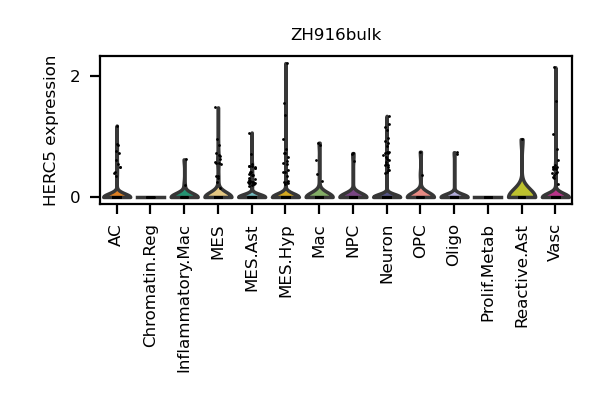 ZH916bulk
HERC5 expression
2
0
AC
Chromatin.Reg
Inflammatory.Mac
MES
MES.Ast
MES.Hyp
Mac
NPC
Neuron
OPC
Oligo
Prolif.Metab
Reactive.Ast
Vasc